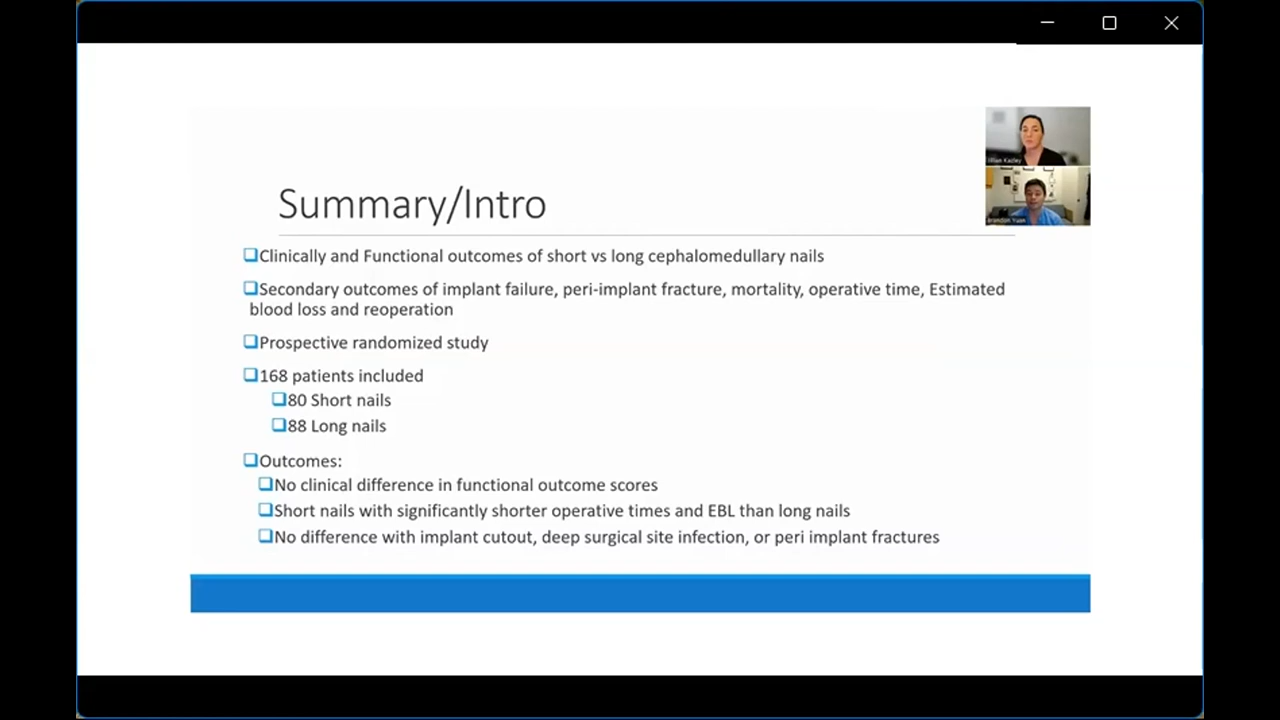 Summary/Intro
Clinically and Functional outcomes of short vs long cephalomedullary nails
Secondary outcomes of implant failure, peri-implant fracture, mortality, operative time, Estimated
blood loss and reoperation
Prospective randomized study
168 patients included
80 Short nails
88 Long nails
Outcomes:
No clinical difference in functional outcome scores
Short nails with significantly shorter operative times and EBL than long nails
No difference with implant cutout, deep surgical site infection, or peri implant fractures